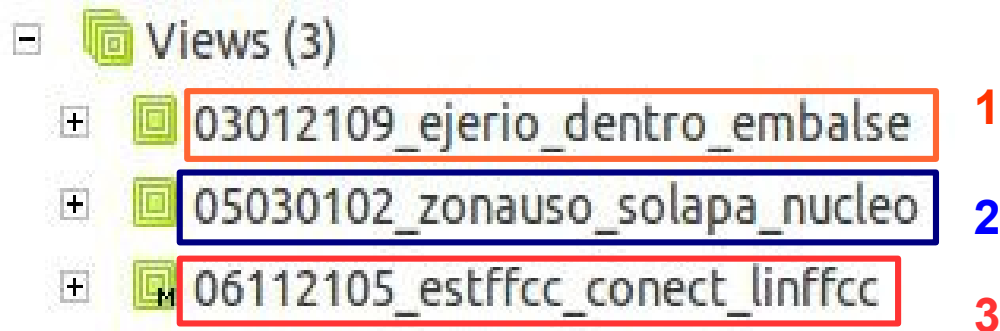 Views (3)
03012109_ejerio_dentro_embalse 1
05030102_zonauso_solapa_nucleo 2
M 06112105_estffcc_conect_linffcc 3